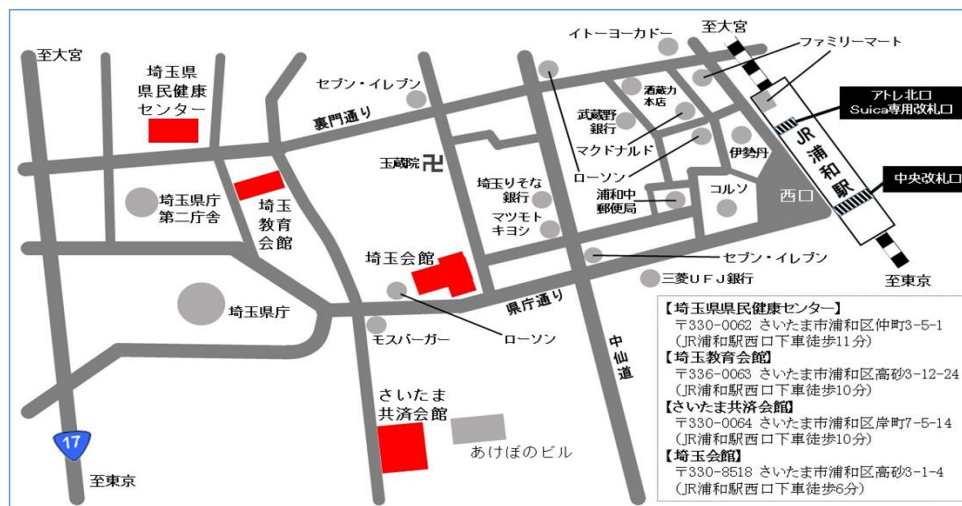 至大宮
至大宮
イトーヨーカドー
ファミリーマート
埼玉県
県民健康
センター
セブン・イレブン
酒蔵力
本店
アトレ北口
Suica専用改札口
裏門通り
武蔵野
銀行
マクドナルド
JR浦和駅
玉蔵院
卍
ローソン
伊勢丹
中央改札口
埼玉県庁
第二庁舎
埼玉
教育
会館
埼玉りそな
銀行
浦和中
郵便局
コルソ
西口
マツモト
キヨシ
埼玉会館
セブン・イレブン
三菱UFJ銀行
至東京
埼玉県庁
県庁通り
モスバーガー
ローソン
中仙道
さいたま
共済会館
あけぼのビル
17
至東京
【埼玉県県民健康センター】
〒330-0062 さいたま市浦和区仲町3-5-1
(JR浦和駅西口下車徒歩11分)
【埼玉教育会館】
〒336-0063 さいたま市浦和区高砂3-12-24
(JR浦和駅西口下車徒歩10分)
【さいたま共済会館】
〒330-0064 さいたま市浦和区岸町7-5-14
(JR浦和駅西口下車徒歩10分)
【埼玉会館】
〒330-8518 さいたま市浦和区高砂3-1-4
(JR浦和駅西口下車徒歩6分)